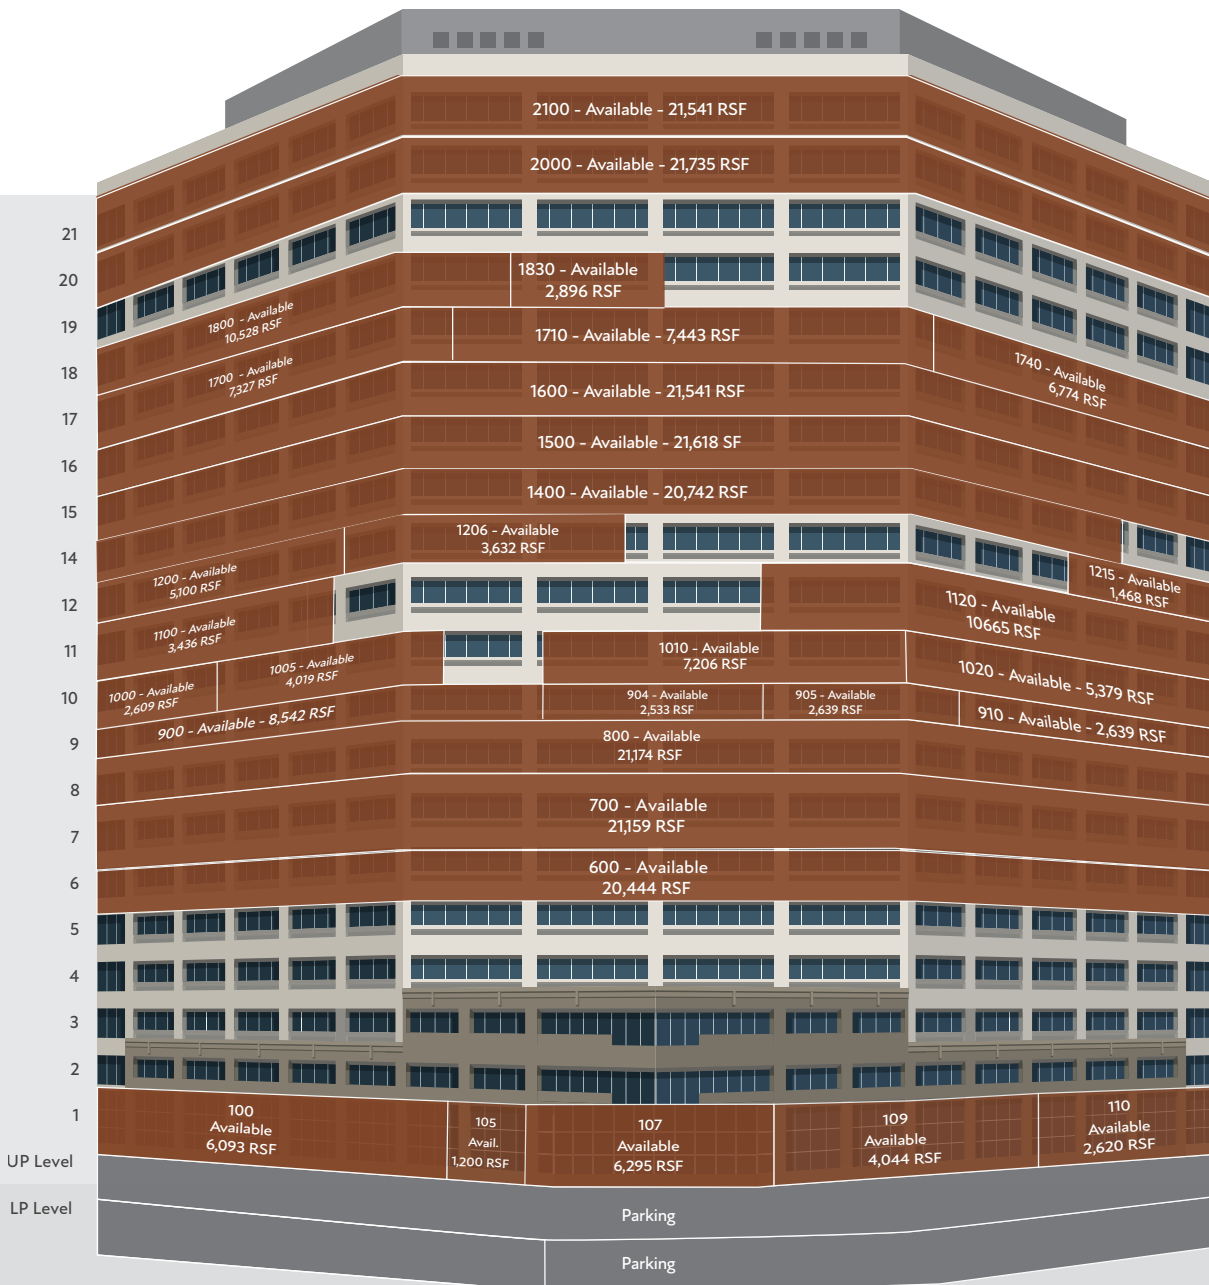 2100 - Available - 21,541 RSF
2000 - Available - 21,735 RSF
21
20
1830 - Available
2,896 RSF
19
1800 - Available
10,528 RSF
1710 - Available - 7,443 RSF
1740 - Available
6,774 RSF
18
1700 - Available
7,327 RSF
1600 - Available - 21,541 RSF
17
1500 - Available - 21,618 SF
16
1400 - Available - 20,742 RSF
15
1206 - Available
3,632 RSF
14
1200 - Available
5,100 RSF
1215 - Available
1,468 RSF
12
1120 - Available
10665 RSF
1100 - Available
3,436 RSF
11
1010 - Available
7,206 RSF
1005 - Available
4,019 RSF
1020 - Available - 5,379 RSF
1000 - Available
2,609 RSF
10
904 - Available
2,533 RSF
905 - Available
2,639 RSF
900 - Available - 8,542 RSF
910 - Available - 2,639 RSF
9
800 - Available
21,174 RSF
8
700 - Available
21,159 RSF
7
600 - Available
20,444 RSF
6
5
4
3
2
1
100
Available
6,093 RSF
105
Avail.
1,200 RSF
107
Available
6,295 RSF
109
Available
4,044 RSF
110
Available
2,620 RSF
UP Level
LP Level
Parking
Parking